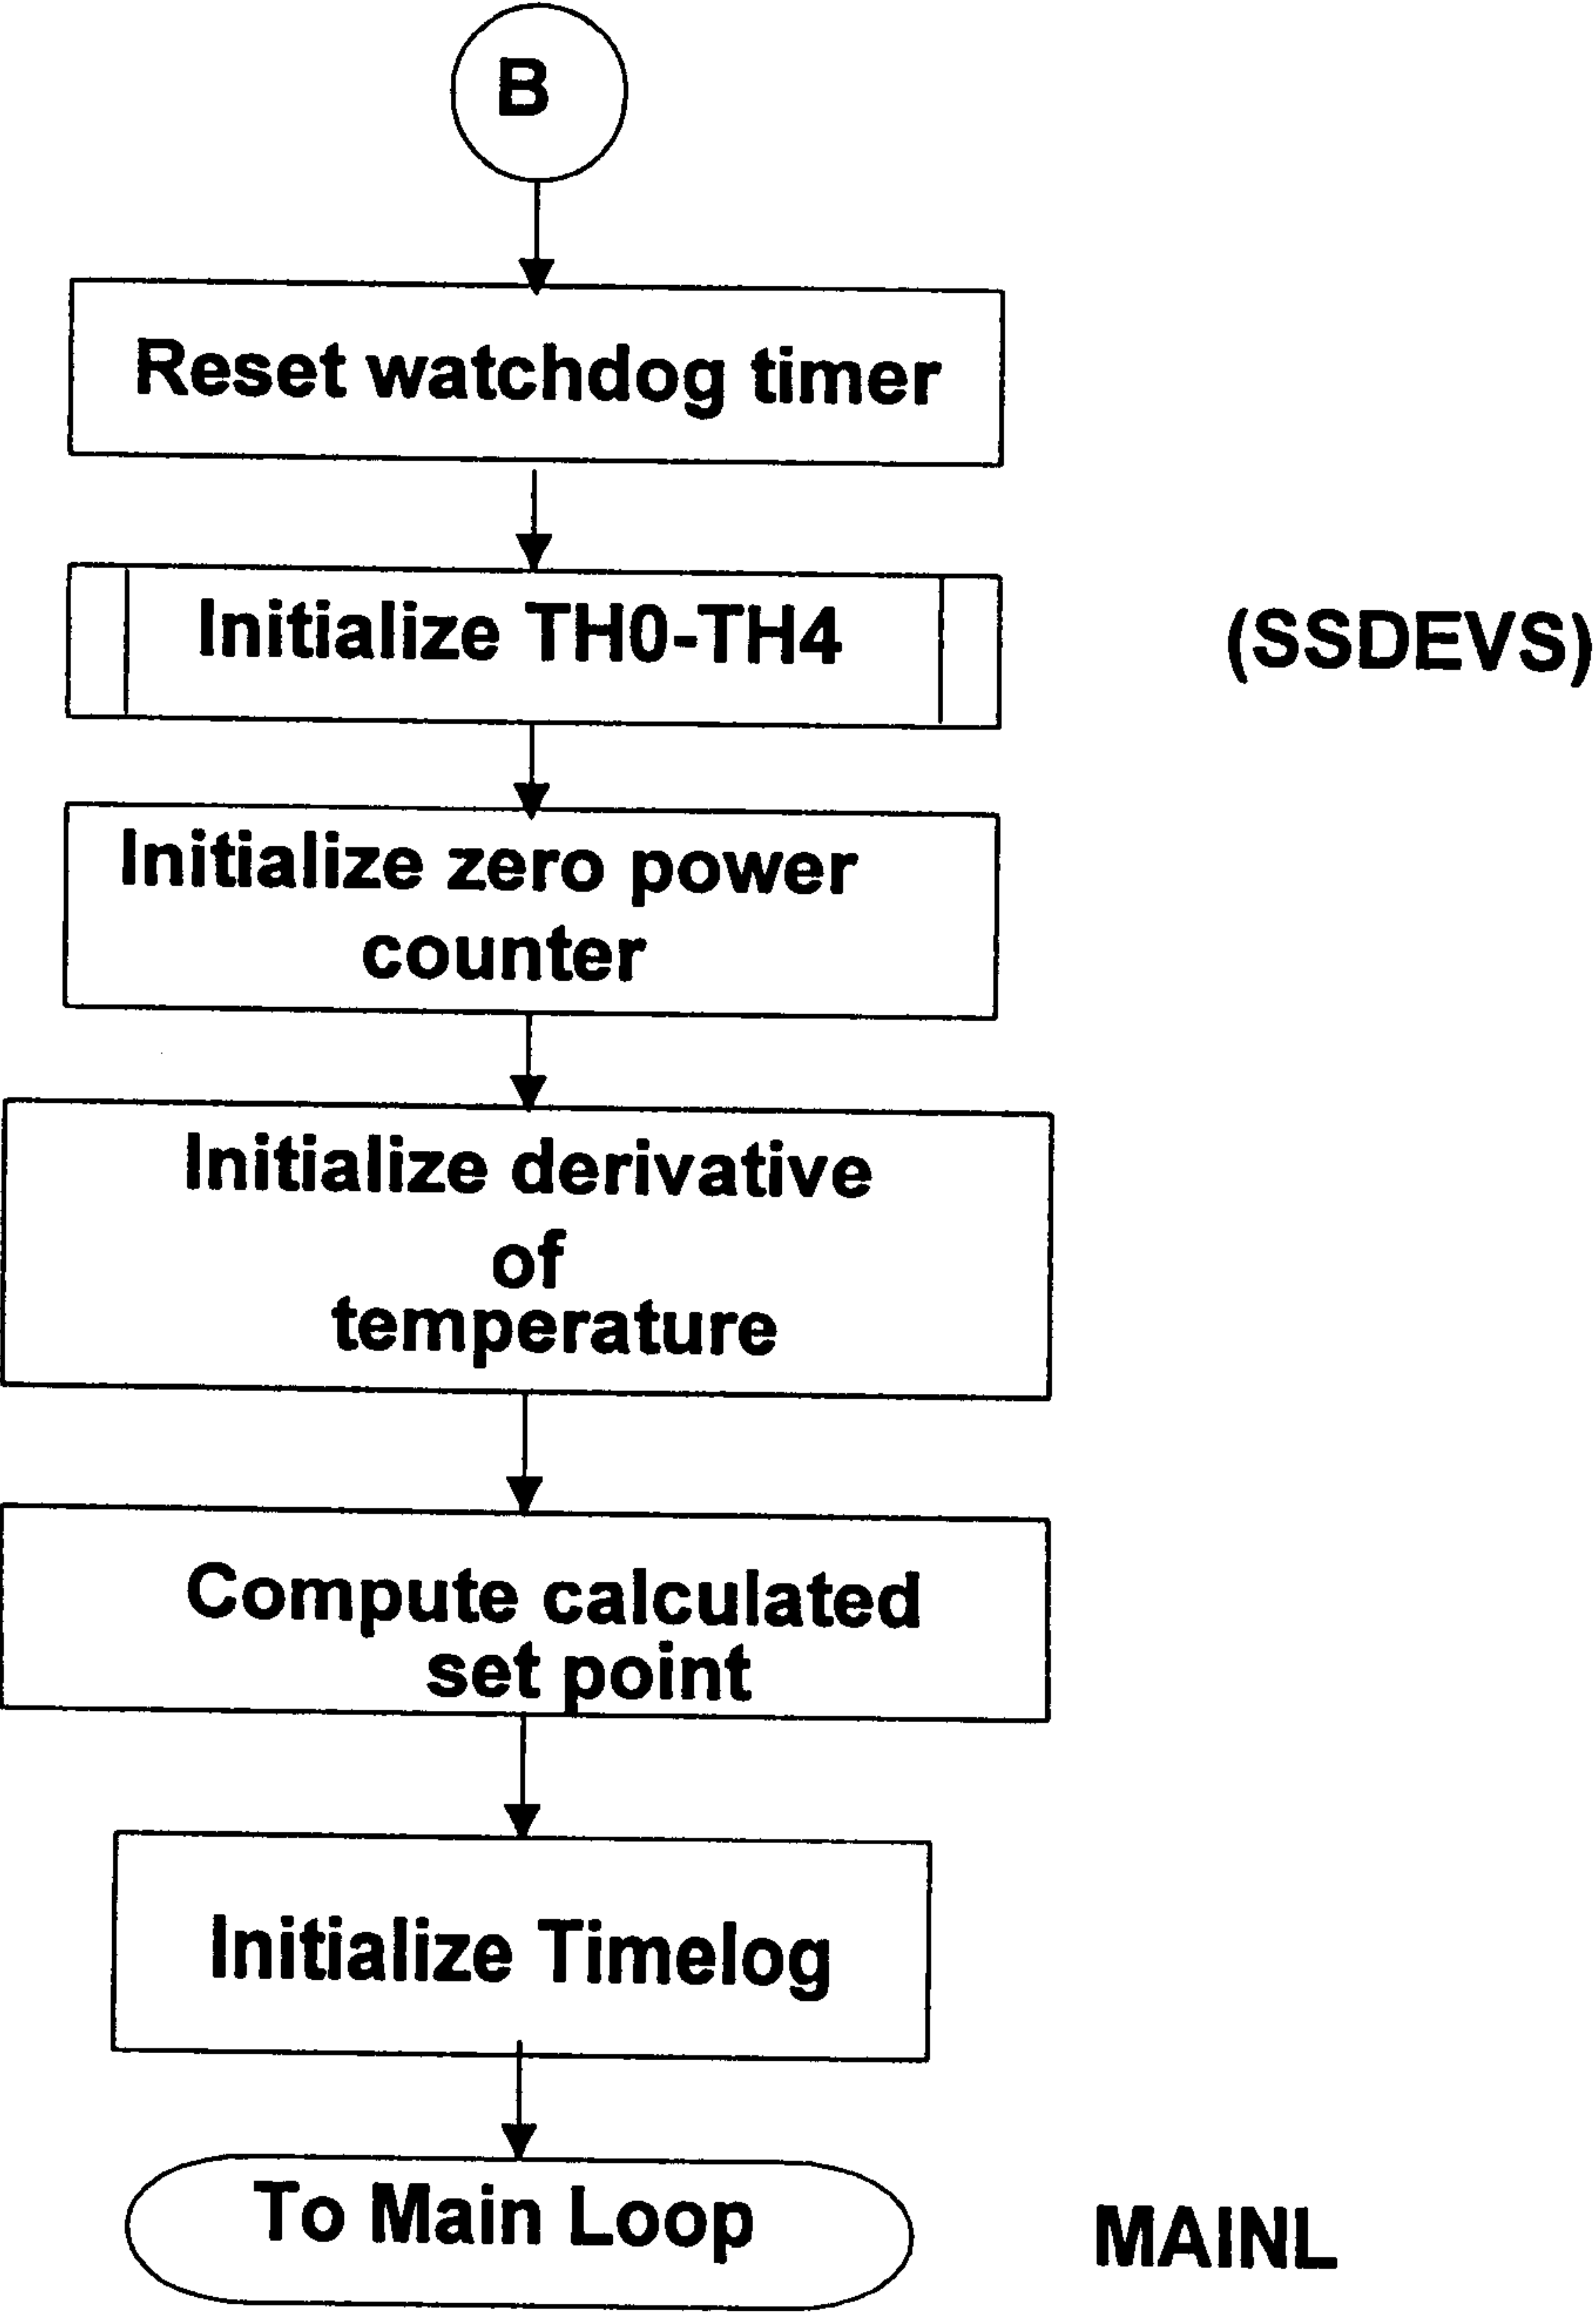 B
Reset watchdog timer
Initialize TH0-TH4
(SSDEVS)
Initialize zero power
counter
Initialize derivative
of
temperature
Compute calculated
set point
Initialize Timelog
To Main Loop
MAINL